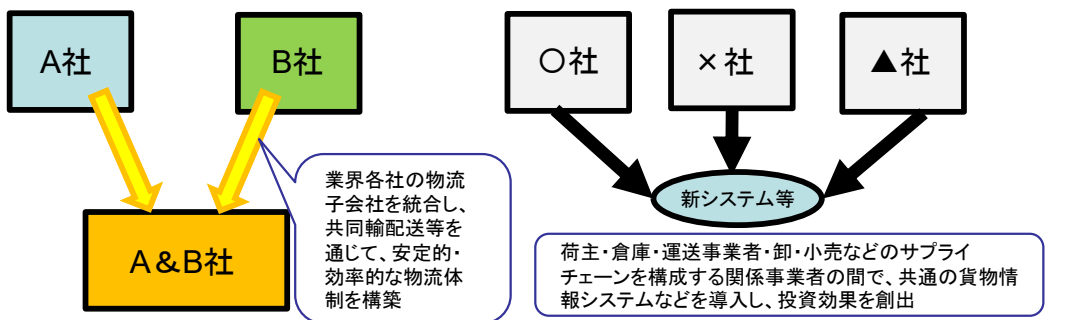 A社
B社
A&B社
業界各社の物流
子会社を統合し、
共同輸配送等を
通じて、安定的・
効率的な物流体
制を構築
〇社
×社
▲社
新システム等
荷主・倉庫・運送事業者・卸・小売などのサプライ
チェーンを構成する関係事業者の間で、共通の貨物情
報システムなどを導入し、投資効果を創出